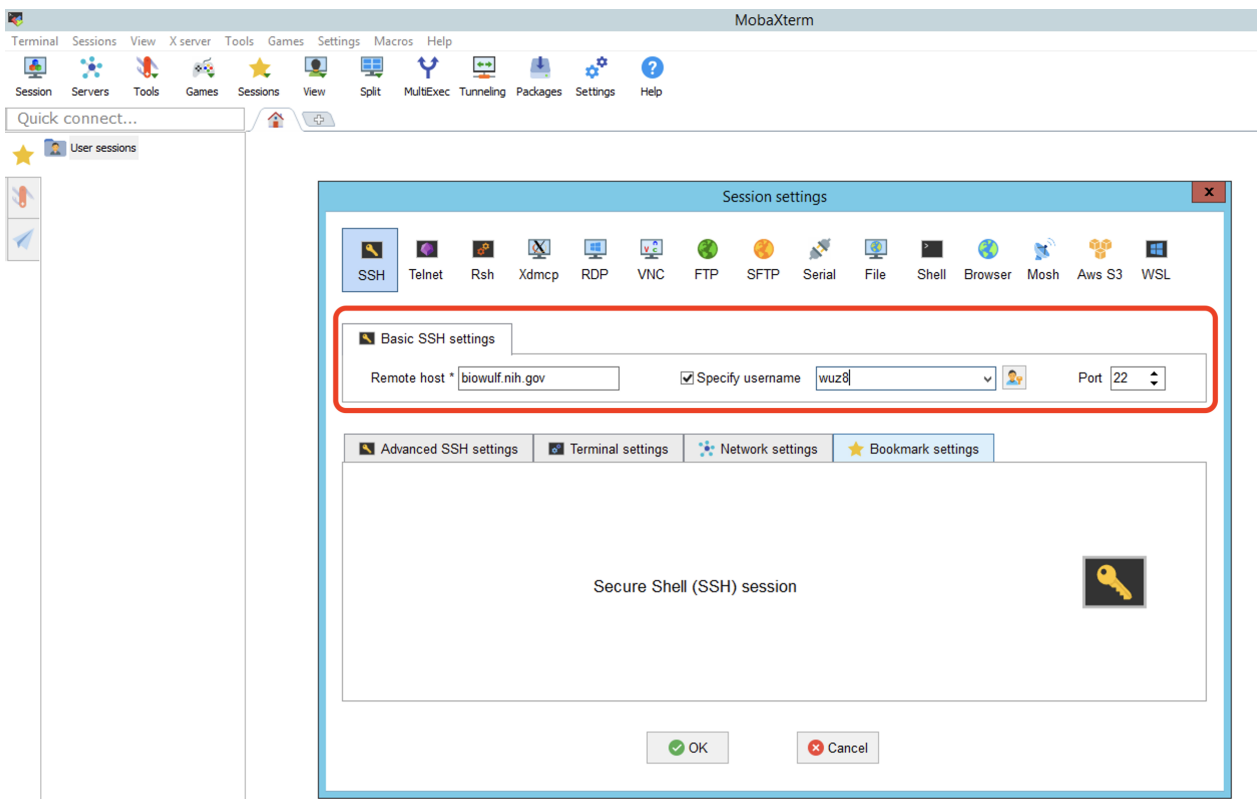 MobaXterm
Terminal Sessions View X server Tools Games Settings Macros Help
Session Servers Tools Games Sessions View Split MultiExec Tunneling Packages Settings Help
Quick connect...
User sessions
Session settings
x
SSH Telnet Rsh Xdmcp RDP VNC FTP SFTP Serial File Shell Browser Mosh Aws S3 WSL
Basic SSH settings
Remote host * biowulf.nih.gov Specify username wuz8 Port 22
Advanced SSH settings Terminal settings Network settings Bookmark settings
Secure Shell (SSH) session
OK Cancel